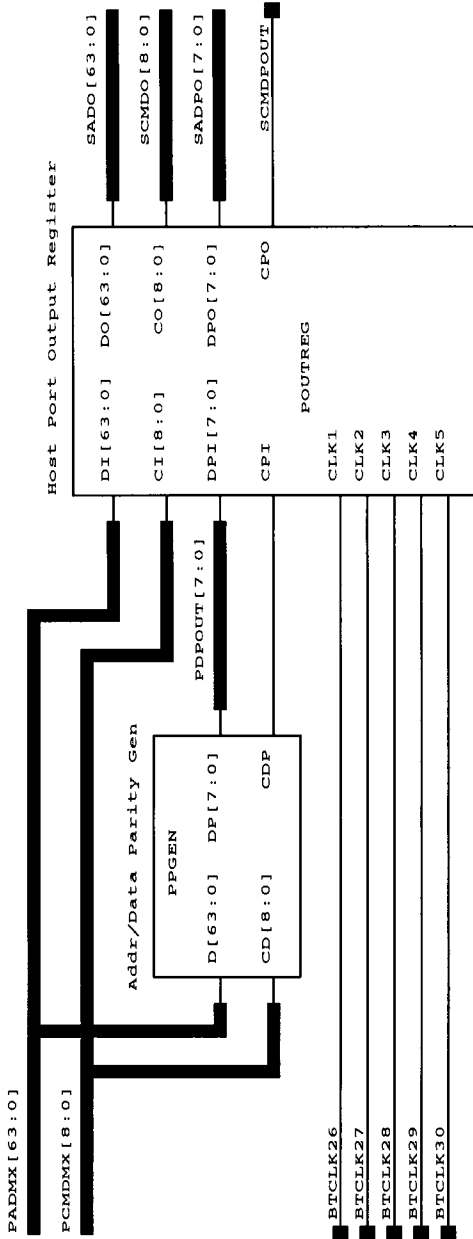 Host Port Output Register
PADMX[63:0]
PCMDMX[8:0]
Addr/Data Parity Gen
PPGEN
D[63:0] DP[7:0]
CD[8:0] CDP
PDPOUT[7:0]
DI[63:0] DO[63:0]
CI[8:0] CO[8:0]
DPI[7:0] DPO[7:0]
CPI CPO
POUTREG
CLK1
CLK2
CLK3
CLK4
CLK5
SADO[63:0]
SCMDO[8:0]
SADPO[7:0]
SCMDPOUT
BTCLK26
BTCLK27
BTCLK28
BTCLK29
BTCLK30